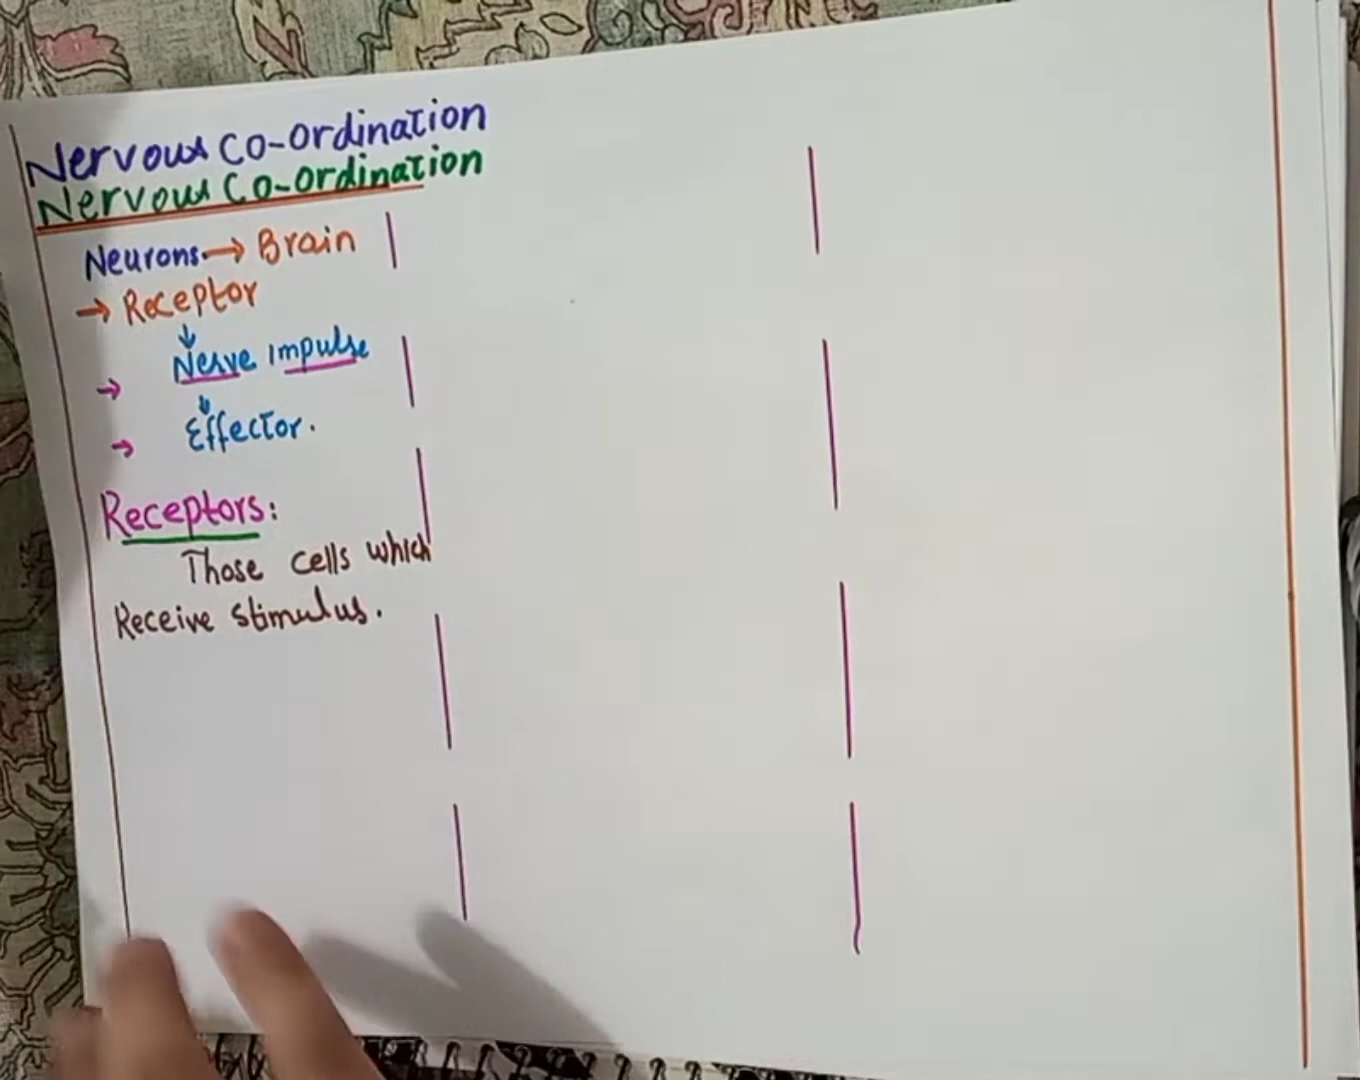 Nervous Co-ordination
Nervous Co-ordination
Neurons → Brain
→ Receptor
↓
→ Nerve impulse
↓
→ Effector.
Receptors:
Those cells which
Receive stimulus.